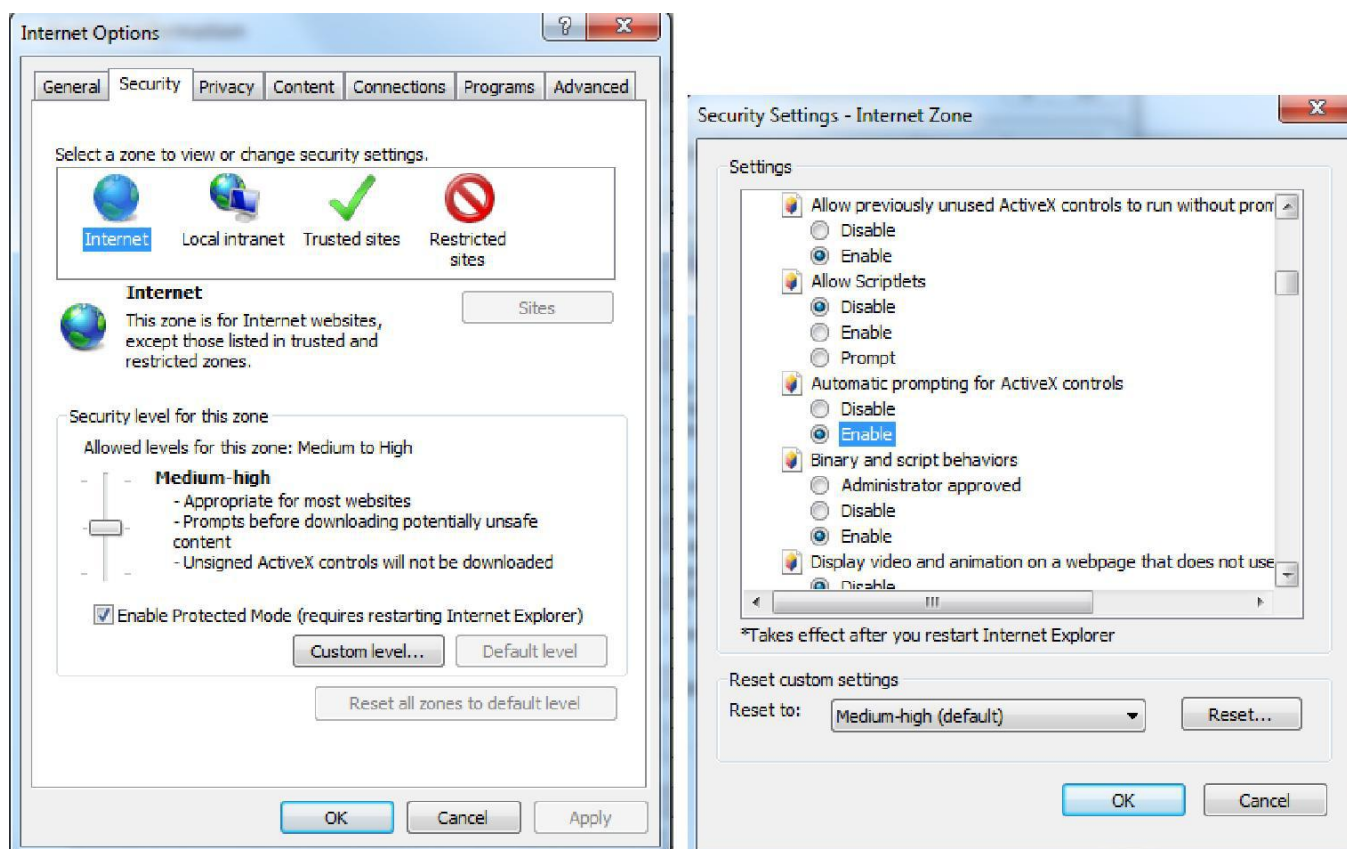 Internet Options
General Security Privacy Content Connections Programs Advanced
Select a zone to view or change security settings.
Internet Local intranet Trusted sites Restricted
sites
Internet
Sites
This zone is for Internet websites,
except those listed in trusted and
restricted zones.
Security level for this zone
Allowed levels for this zone: Medium to High
Medium-high
- Appropriate for most websites
- Prompts before downloading potentially unsafe
content
- Unsigned ActiveX controls will not be downloaded
Enable Protected Mode (requires restarting Internet Explorer)
Custom level... Default level
Reset all zones to default level
OK Cancel Apply
Security Settings - Internet Zone
Settings
Allow previously unused ActiveX controls to run without prom
Disable
Enable
Allow Scriptlets
Disable
Enable
Prompt
Automatic prompting for ActiveX controls
Disable
Enable
Binary and script behaviors
Administrator approved
Disable
Enable
Display video and animation on a webpage that does not use
Disable
*Takes effect after you restart Internet Explorer
Reset custom settings
Reset to: Medium-high (default) Reset...
OK Cancel